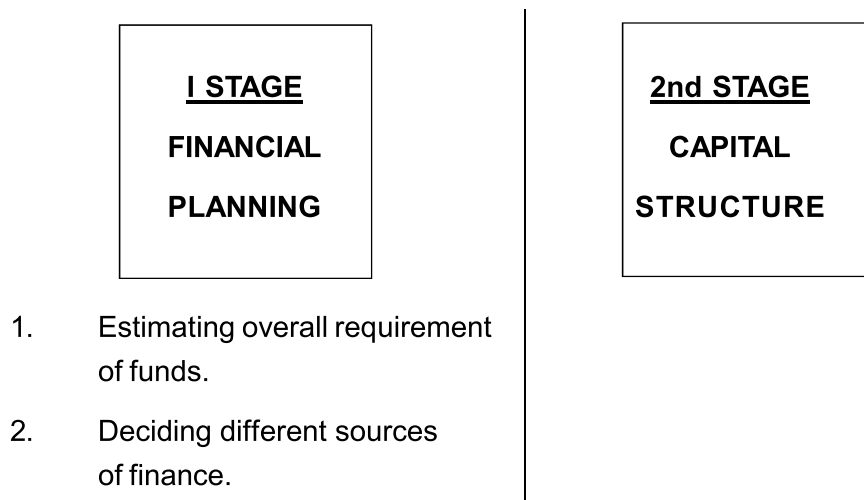 I STAGE
FINANCIAL
PLANNING
1. Estimating overall requirement
of funds.
2. Deciding different sources
of finance.
2nd STAGE
CAPITAL
STRUCTURE